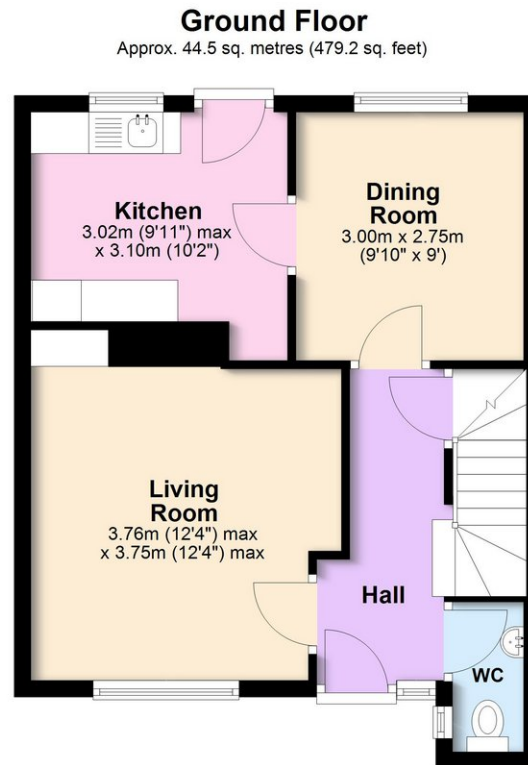 Ground Floor
Approx. 44.5 sq. metres (479.2 sq. feet)
Kitchen
3.02m (9'11") max
x 3.10m (10'2")
Dining
Room
3.00m x 2.75m
(9'10" x 9')
Living
Room
3.76m (12'4") max
x 3.75m (12'4") max
Hall
WC